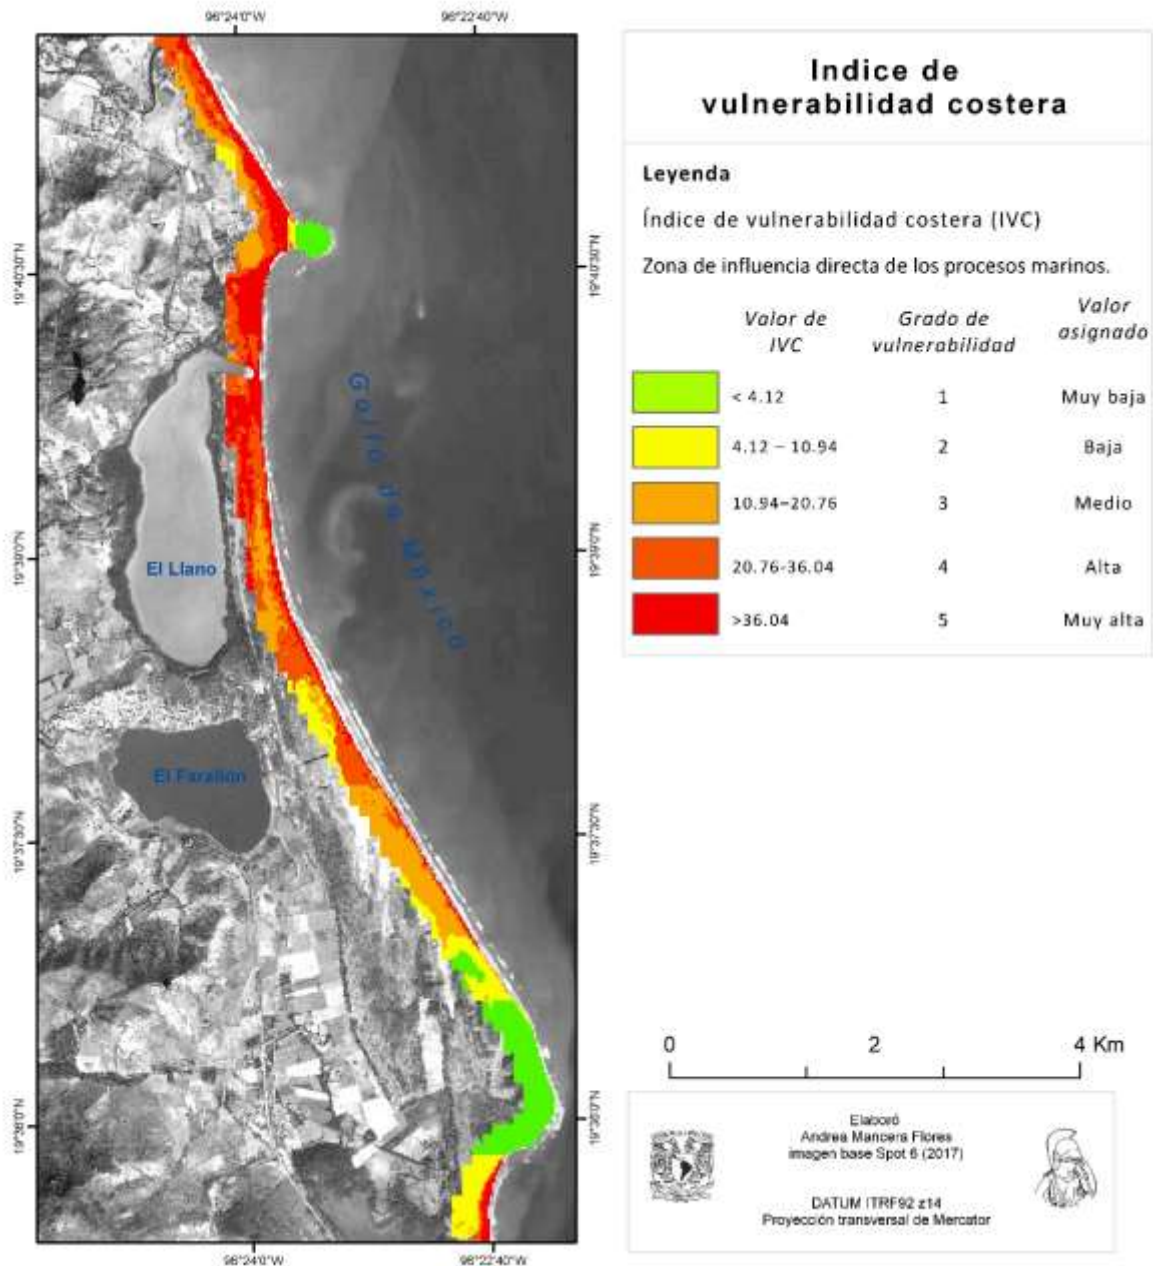 96°24'0"W
96°22'40"W
Indice de
vulnerabilidad costera
Leyenda
Índice de vulnerabilidad costera (IVC)
Zona de influencia directa de los procesos marinos.
Valor de
IVC
Grado de
vulnerabilidad
Valor
asignado
< 4.12
1
Muy baja
4.12 – 10.94
2
Baja
10.94–20.76
3
Medio
20.76-36.04
4
Alta
>36.04
5
Muy alta
19°40'30"N
19°40'30"N
Golfo de México
El Llano
19°39'0"N
19°39'0"N
El Farallón
19°37'30"N
19°37'30"N
19°36'0"N
19°36'0"N
96°24'0"W
96°22'40"W
0
2
4 Km
Elaboró
Andrea Mancera Flores
imagen base Spot 6 (2017)
DATUM ITRF92 z14
Proyección transversal de Mercator